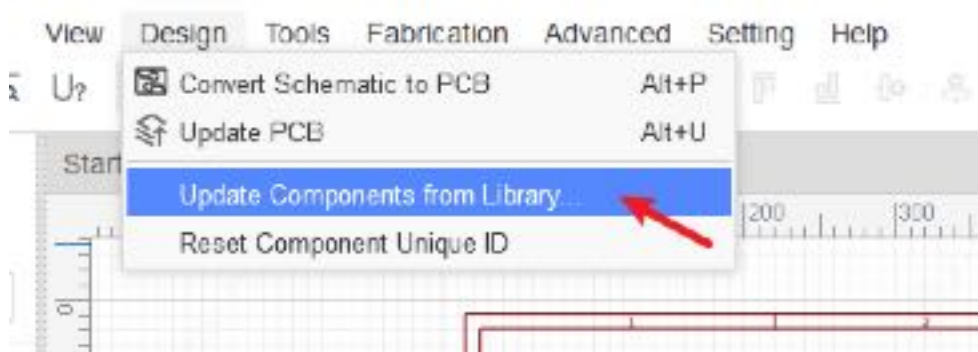 View Design Tools Fabrication Advanced Setting Help
U?
Convert Schematic to PCB Alt+P
Update PCB Alt+U
Start
Update Components from Library...
200 300
Reset Component Unique ID
0
1 2